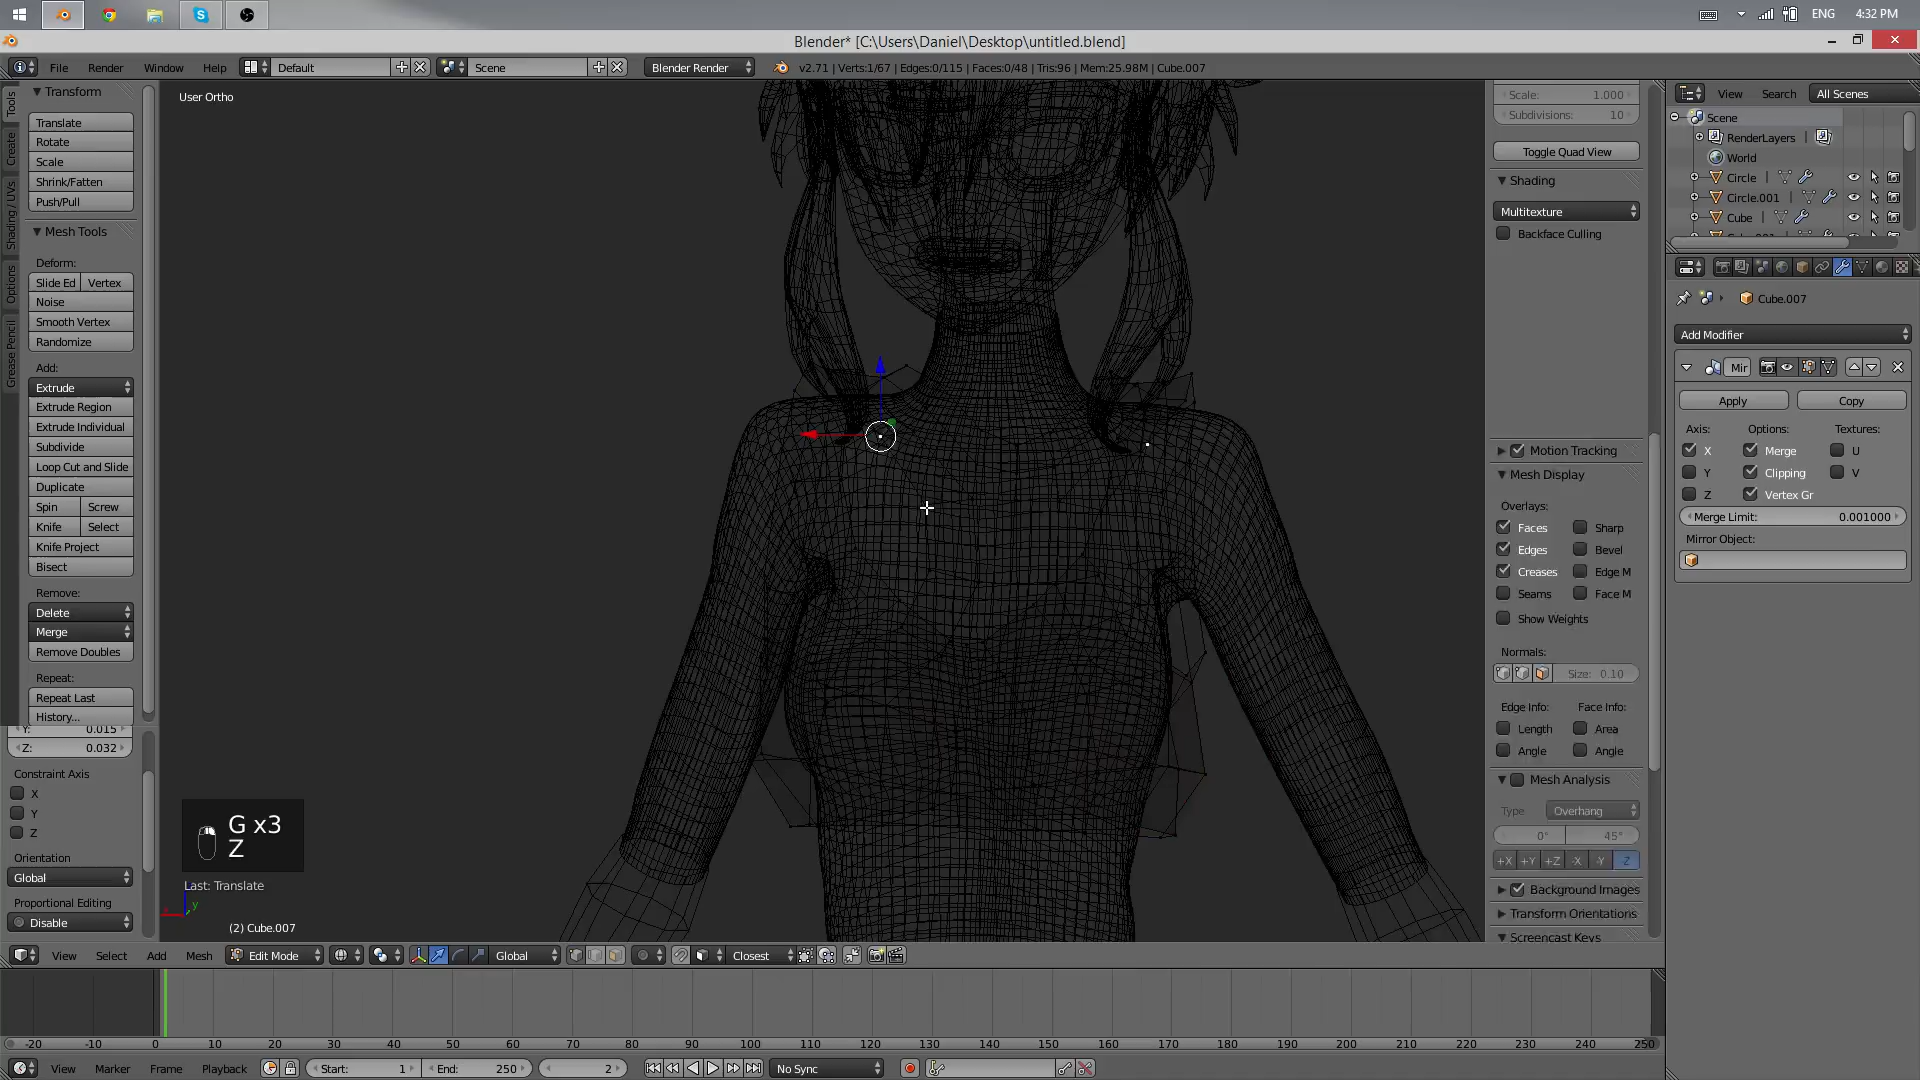 ENG
4:32 PM
Blender* [C:\Users\Daniel\Desktop\untitled.blend]
File
Render
Window
Help
Default
Scene
Blender Render
v2.71 | Verts:1/67 | Edges:0/115 | Faces:0/48 | Tris:96 | Mem:25.98M | Cube.007
Tools
Create
Shading / UVs
Options
Grease Pencil
Transform
Translate
Rotate
Scale
Shrink/Fatten
Push/Pull
Mesh Tools
Deform:
Slide Ed
Vertex
Noise
Smooth Vertex
Randomize
Add:
Extrude
Extrude Region
Extrude Individual
Subdivide
Loop Cut and Slide
Duplicate
Spin
Screw
Knife
Select
Knife Project
Bisect
Remove:
Delete
Merge
Remove Doubles
Repeat:
Repeat Last
History...
Y: 0.015
Z: 0.032
Constraint Axis
X
Y
Z
Orientation
Global
Proportional Editing
Disable
User Ortho
G x3
Z
Last: Translate
y
(2) Cube.007
Scale: 1.000
Subdivisions: 10
Toggle Quad View
Shading
Multitexture
Backface Culling
Motion Tracking
Mesh Display
Overlays:
Faces
Sharp
Edges
Bevel
Creases
Edge M
Seams
Face M
Show Weights
Normals:
Size: 0.10
Edge Info:
Face Info:
Length
Area
Angle
Angle
Mesh Analysis
Type
Overhang
0°
45°
+X
+Y
+Z
-X
-Y
-Z
Background Images
Transform Orientations
Screencast Keys
View
Search
All Scenes
Scene
RenderLayers
World
Circle
Circle.001
Cube
Cube.007
Add Modifier
Mir
Apply
Copy
Axis:
Options:
Textures:
X
Merge
U
Y
Clipping
V
Z
Vertex Gr
Merge Limit: 0.001000
Mirror Object:
View
Select
Add
Mesh
Edit Mode
Global
Closest
-20 -10 0 10 20 30 40 50 60 70 80 90 100 110 120 130 140 150 160 170 180 190 200 210 220 230 240 250
View
Marker
Frame
Playback
Start: 1
End: 250
2
No Sync